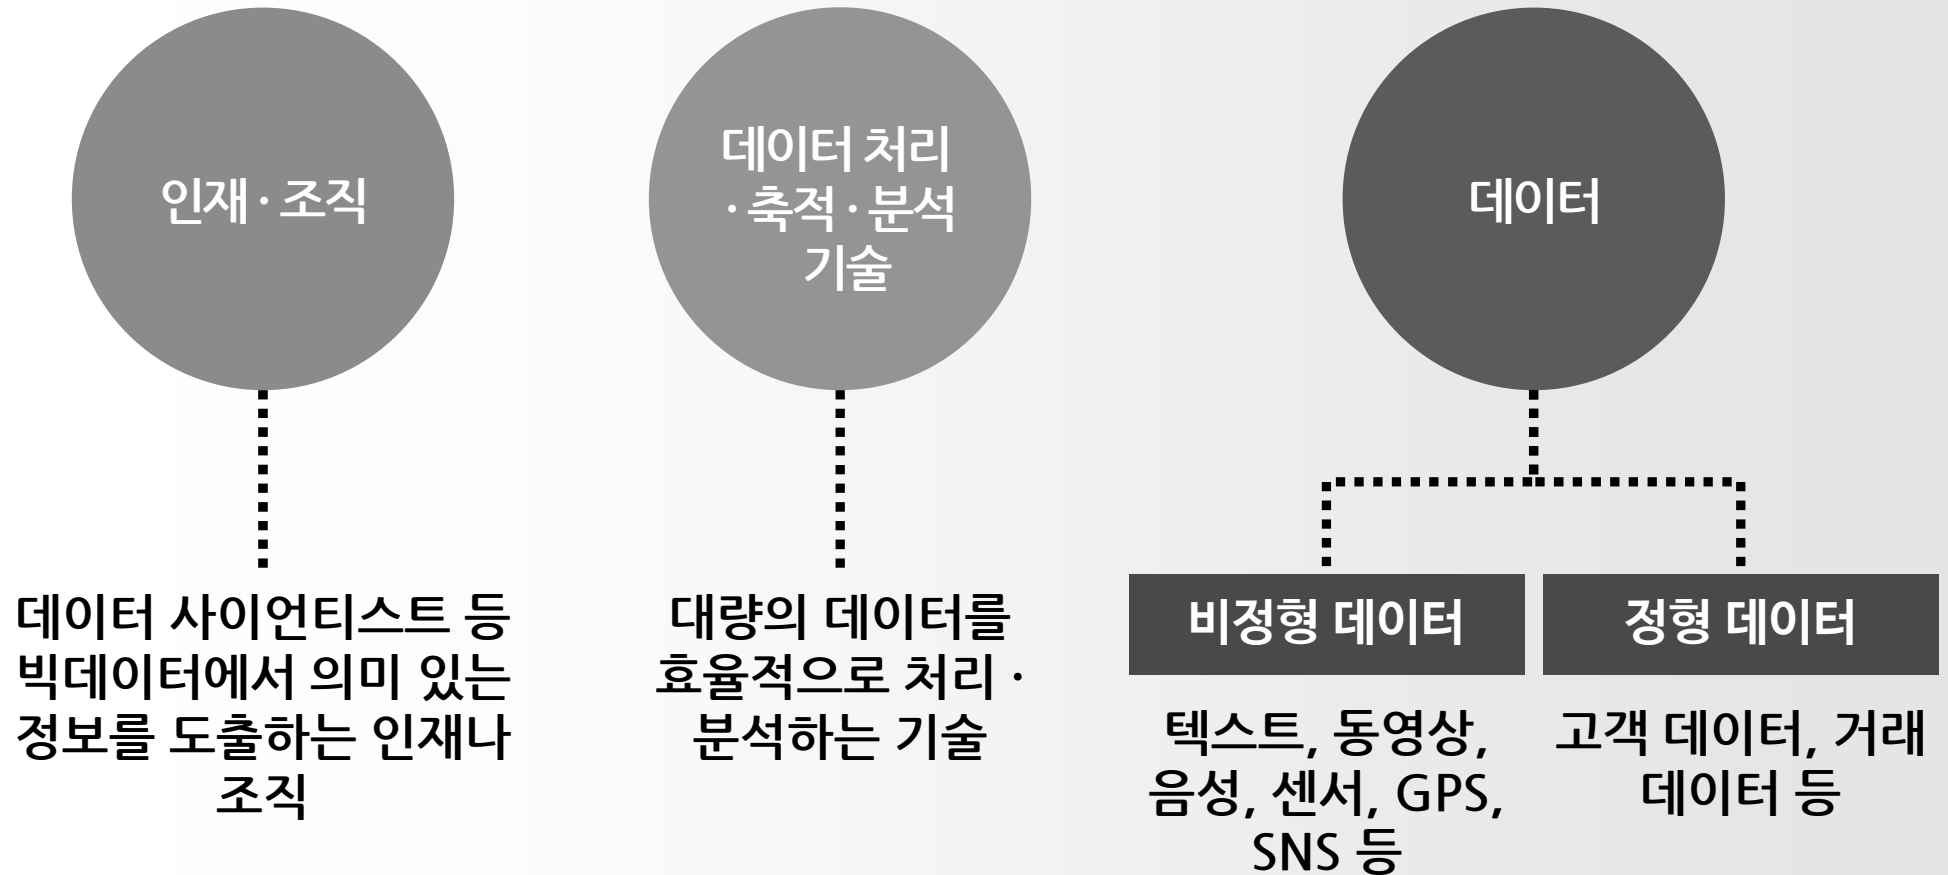 인재 · 조직
데이터 처리
· 축적 · 분석
기술
데이터
데이터 사이언티스트 등
빅데이터에서 의미 있는
정보를 도출하는 인재나
조직
대량의 데이터를
효율적으로 처리 ·
분석하는 기술
비정형 데이터
텍스트, 동영상,
음성, 센서, GPS,
SNS 등
정형 데이터
고객 데이터, 거래
데이터 등